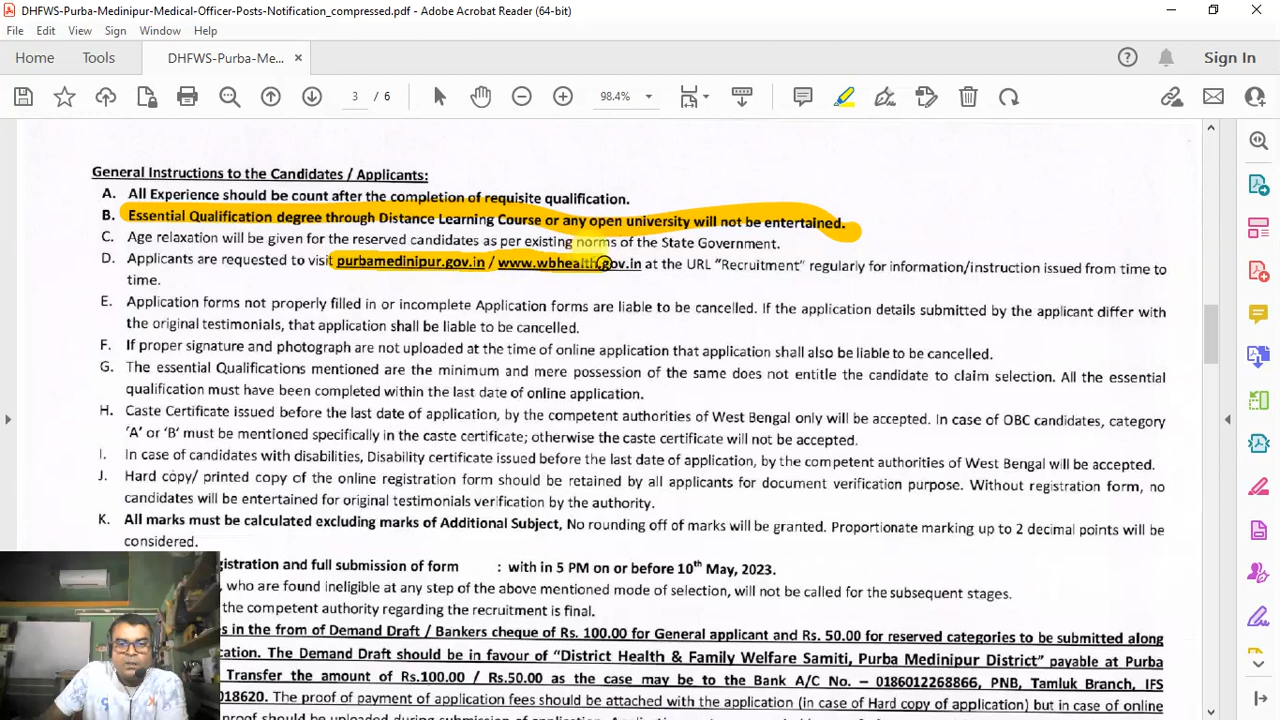 DHFWS-Purba-Medinipur-Medical-Officer-Posts-Notification_compressed.pdf - Adobe Acrobat Reader (64-bit)
File Edit View Sign Window Help
Home Tools DHFWS-Purba-Me... Sign In
3 / 6 98.4%
General Instructions to the Candidates / Applicants:
A. All Experience should be count after the completion of requisite qualification.
B. Essential Qualification degree through Distance Learning Course or any open university will not be entertained.
C. Age relaxation will be given for the reserved candidates as per existing norms of the State Government.
D. Applicants are requested to visit purbamedinipur.gov.in / www.wbhealth.gov.in at the URL "Recruitment" regularly for information/instruction issued from time to
time.
E. Application forms not properly filled in or incomplete Application forms are liable to be cancelled. If the application details submitted by the applicant differ with
the original testimonials, that application shall be liable to be cancelled.
F. If proper signature and photograph are not uploaded at the time of online application that application shall also be liable to be cancelled.
G. The essential Qualifications mentioned are the minimum and mere possession of the same does not entitle the candidate to claim selection. All the essential
qualification must have been completed within the last date of online application.
H. Caste Certificate issued before the last date of application, by the competent authorities of West Bengal only will be accepted. In case of OBC candidates, category
'A' or 'B' must be mentioned specifically in the caste certificate; otherwise the caste certificate will not be accepted.
I. In case of candidates with disabilities, Disability certificate issued before the last date of application, by the competent authorities of West Bengal will be accepted.
J. Hard copy/ printed copy of the online registration form should be retained by all applicants for document verification purpose. Without registration form, no
candidates will be entertained for original testimonials verification by the authority.
K. All marks must be calculated excluding marks of Additional Subject, No rounding off of marks will be granted. Proportionate marking up to 2 decimal points will be
considered.
gistration and full submission of form : with in 5 PM on or before 10th May, 2023.
, who are found ineligible at any step of the above mentioned mode of selection, will not be called for the subsequent stages.
the competent authority regarding the recruitment is final.
es in the from of Demand Draft / Bankers cheque of Rs. 100.00 for General applicant and Rs. 50.00 for reserved categories to be submitted along
cation. The Demand Draft should be in favour of "District Health & Family Welfare Samiti, Purba Medinipur District" payable at Purba
Transfer the amount of Rs.100.00 / Rs.50.00 as the case may be to the Bank A/C No. – 0186012268866, PNB, Tamluk Branch, IFS
018620. The proof of payment of application fees should be attached with the application (in case of Hard copy of application) but in case of online
proof should be uploaded during submission of application.